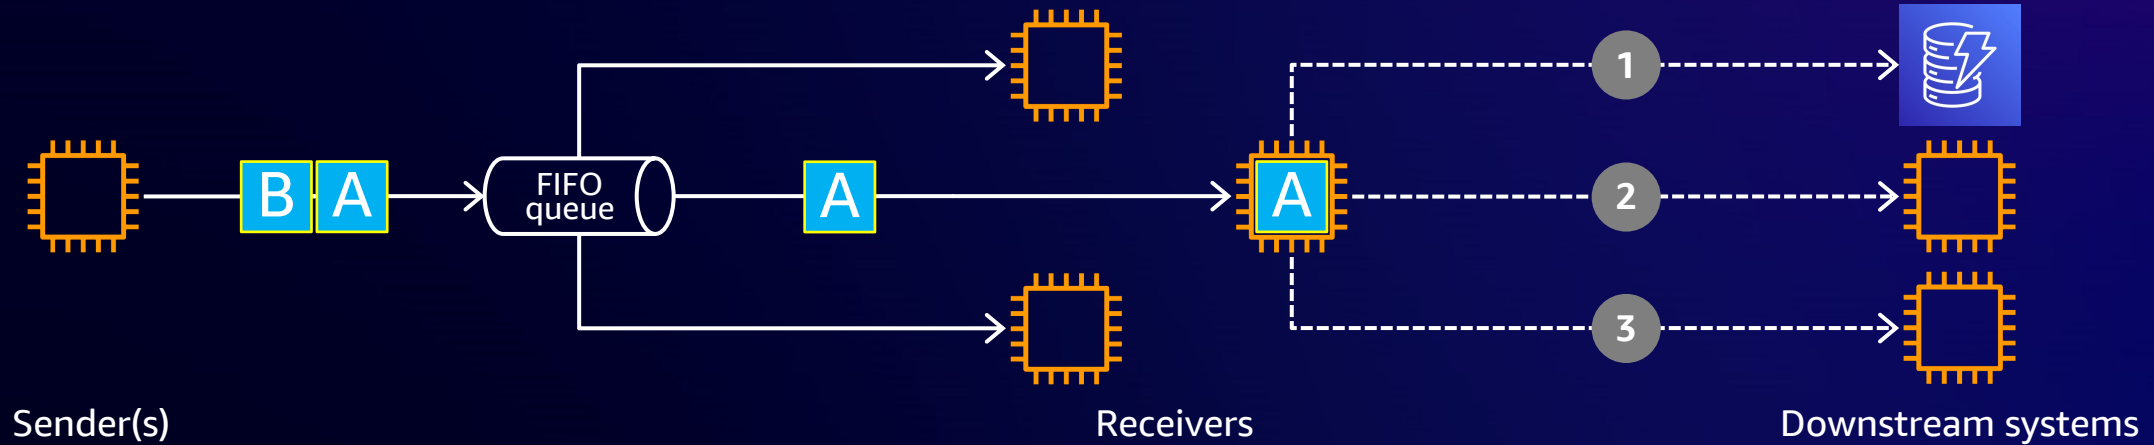 1
B
A
FIFO
queue
A
A
2
3
Sender(s)
Receivers
Downstream systems